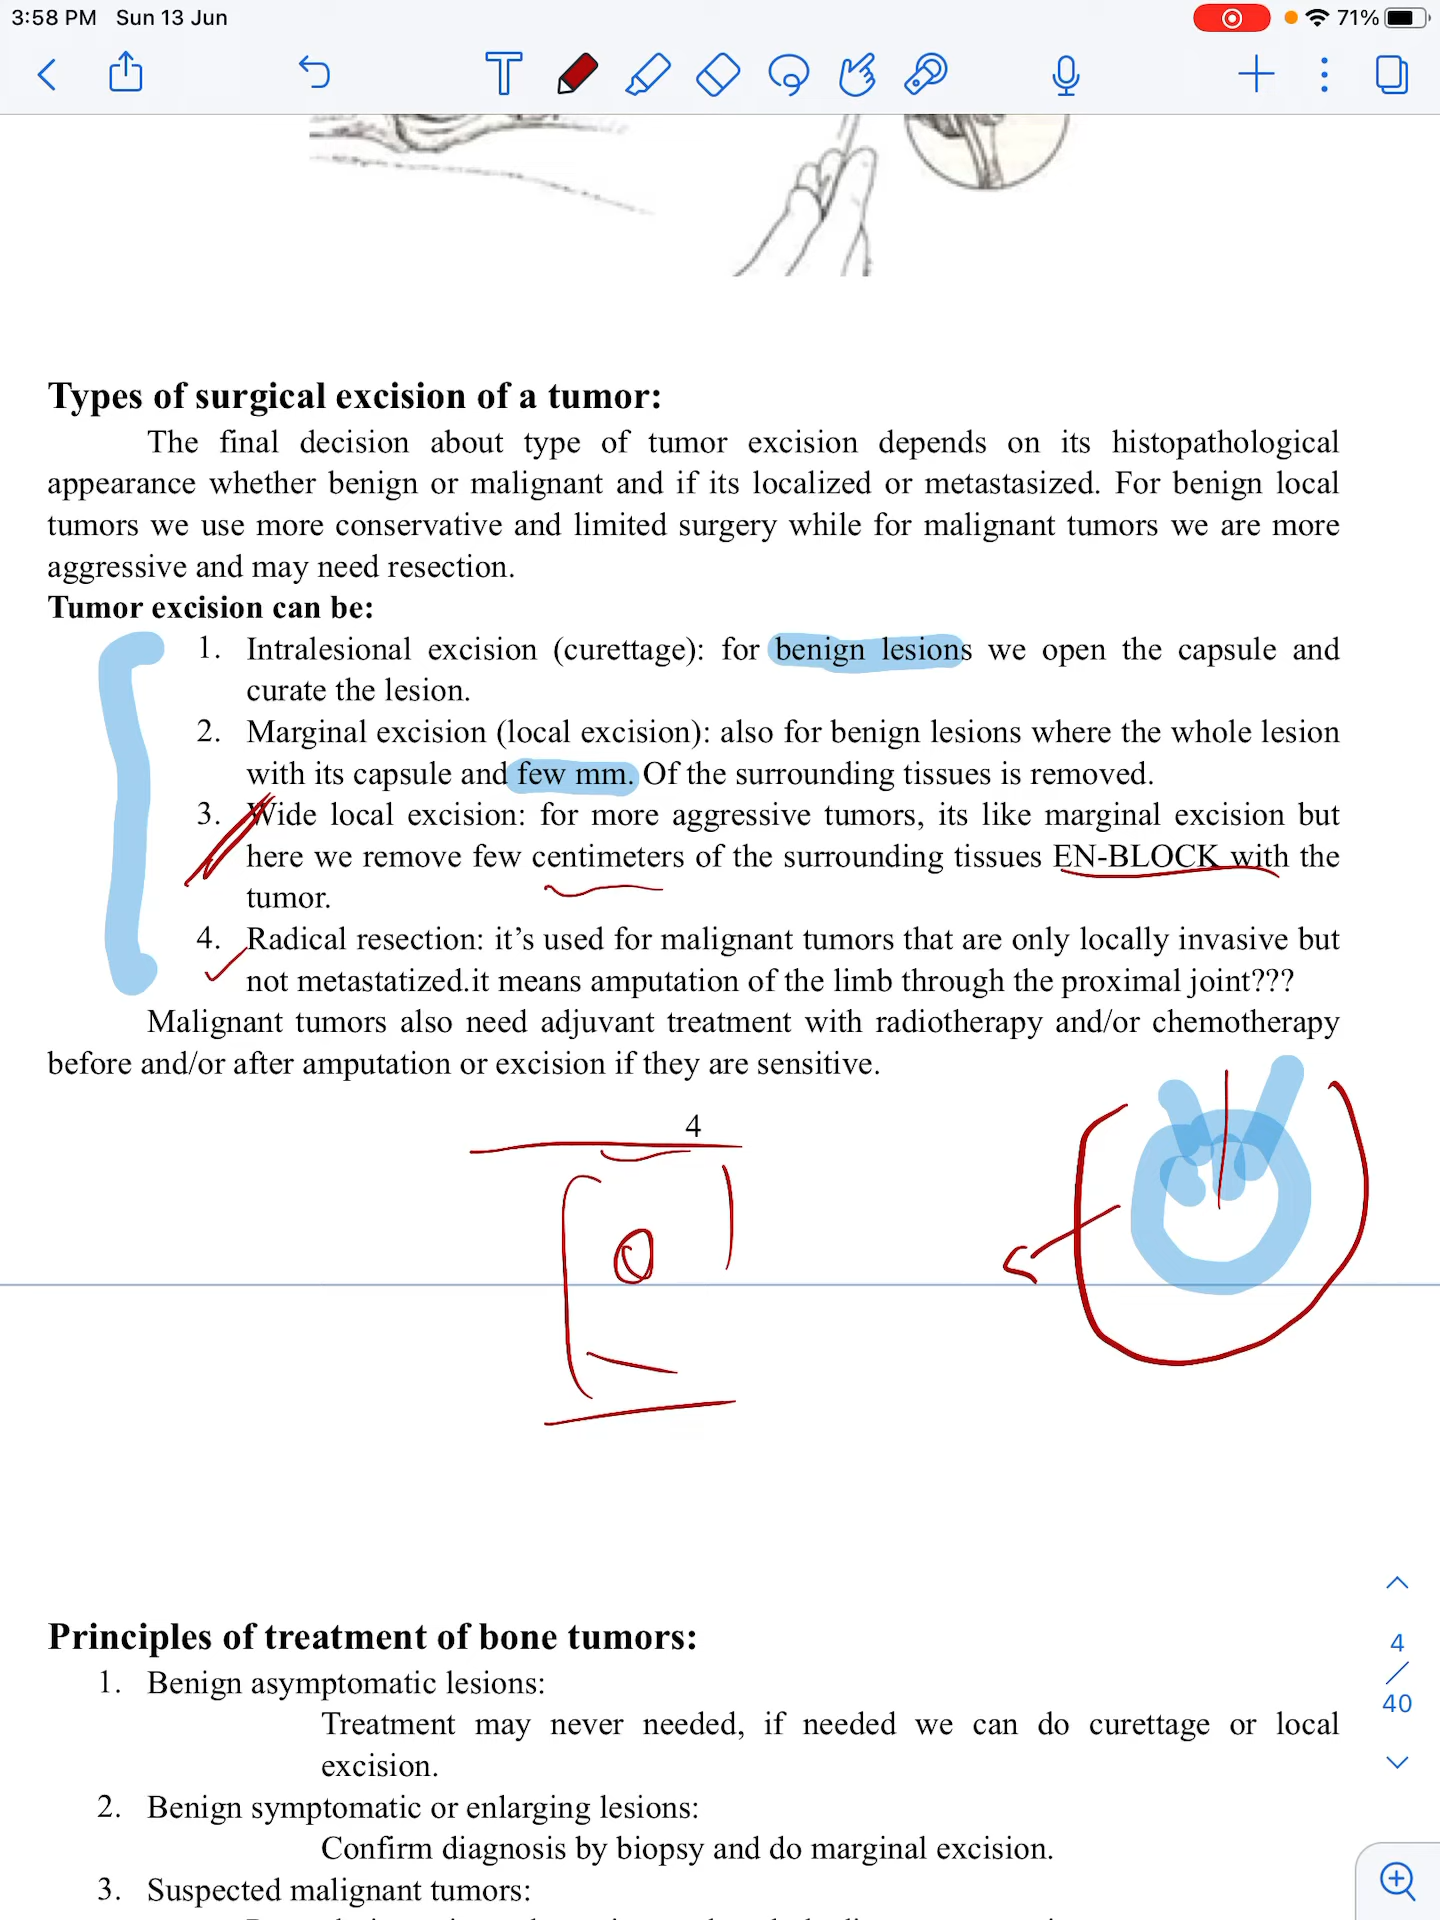 3:58 PM Sun 13 Jun
71%
T
Types of surgical excision of a tumor:
The final decision about type of tumor excision depends on its histopathological
appearance whether benign or malignant and if its localized or metastasized. For benign local
tumors we use more conservative and limited surgery while for malignant tumors we are more
aggressive and may need resection.
Tumor excision can be:
1. Intralesional excision (curettage): for benign lesions we open the capsule and
curate the lesion.
2. Marginal excision (local excision): also for benign lesions where the whole lesion
with its capsule and few mm. Of the surrounding tissues is removed.
3. Wide local excision: for more aggressive tumors, its like marginal excision but
here we remove few centimeters of the surrounding tissues EN-BLOCK with the
tumor.
4. Radical resection: it’s used for malignant tumors that are only locally invasive but
not metastatized.it means amputation of the limb through the proximal joint???
Malignant tumors also need adjuvant treatment with radiotherapy and/or chemotherapy
before and/or after amputation or excision if they are sensitive.
4
Principles of treatment of bone tumors:
1. Benign asymptomatic lesions:
Treatment may never needed, if needed we can do curettage or local
excision.
2. Benign symptomatic or enlarging lesions:
Confirm diagnosis by biopsy and do marginal excision.
3. Suspected malignant tumors:
4
/
40